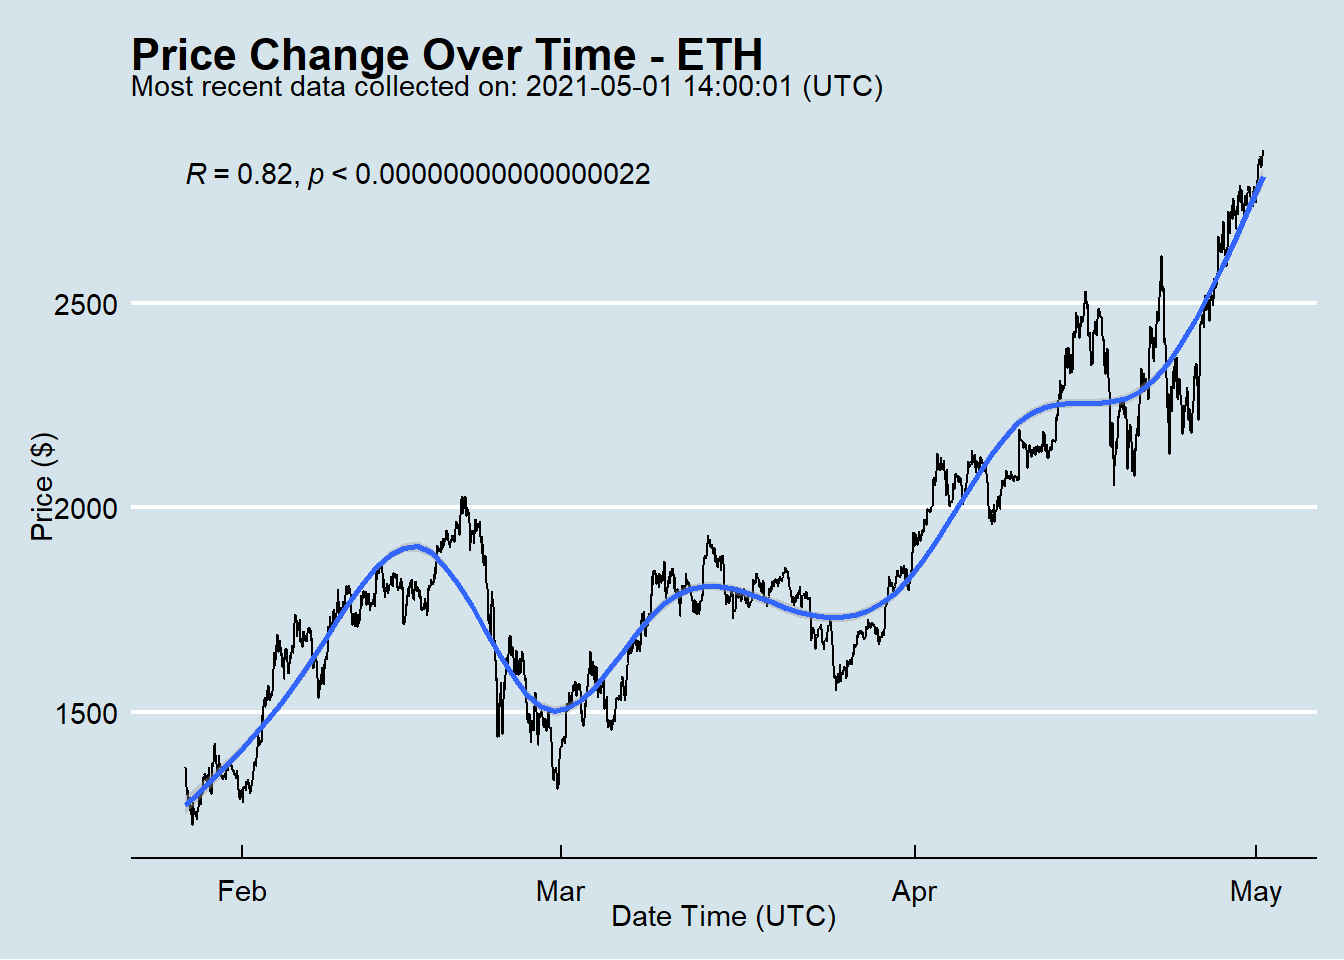 Price Change Over Time - ETH
Most recent data collected on: 2021-05-01 14:00:01 (UTC)
R = 0.82, p < 0.00000000000000022
2500
2000
1500
Price ($)
Feb Mar Apr May
Date Time (UTC)